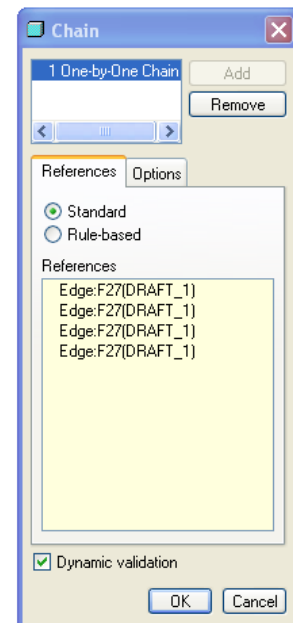 Chain
1 One-by-One Chain
Add
Remove
References
Options
Standard
Rule-based
References
Edge:F27(DRAFT_1)
Edge:F27(DRAFT_1)
Edge:F27(DRAFT_1)
Edge:F27(DRAFT_1)
Dynamic validation
OK
Cancel